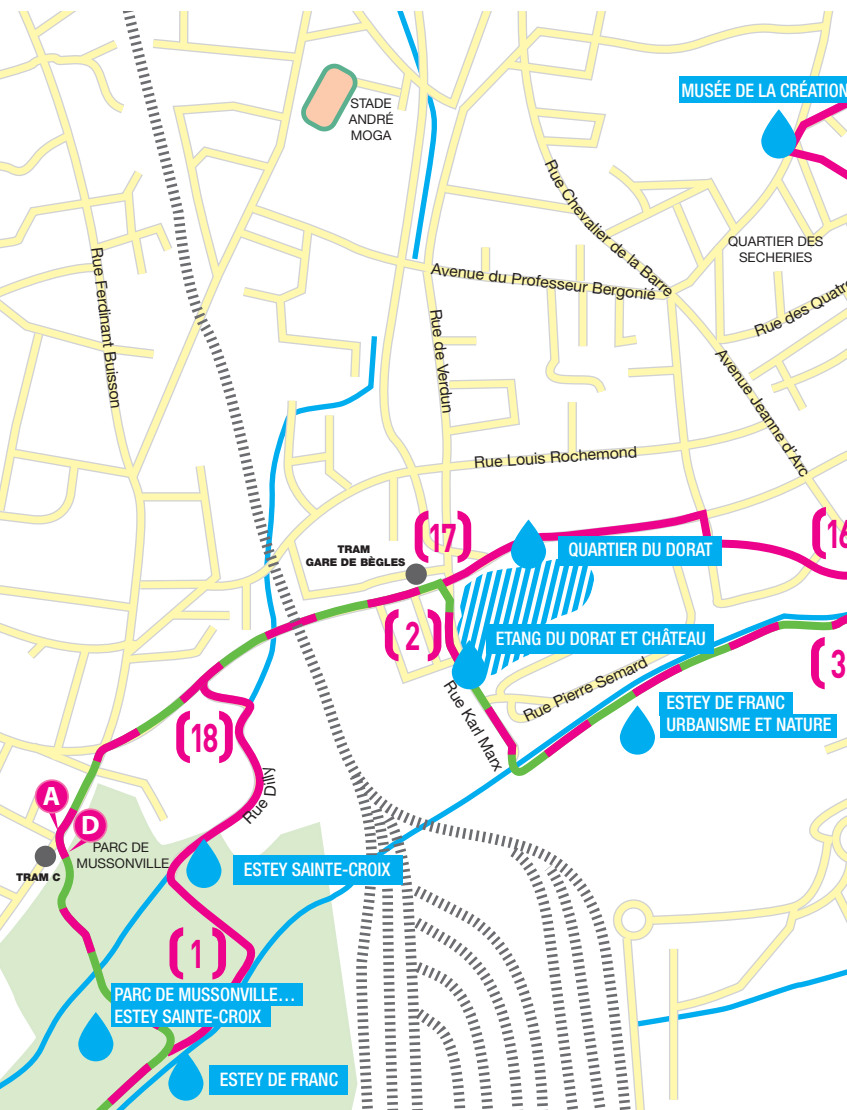 MUSÉE DE LA CRÉATION
STADE
ANDRÉ
MOGA
Rue Chevalier de la Barre
QUARTIER DES
SECHERIES
Rue Ferdinant Buisson
Avenue du Professeur Bergonié
Rue des Quatre
Rue de Verdun
Avenue Jeanne d'Arc
Rue Louis Rochemond
17
16
TRAM
GARE DE BÈGLES
QUARTIER DU DORAT
2
ETANG DU DORAT ET CHÂTEAU
3
Rue Pierre Semard
Rue Karl Marx
ESTEY DE FRANC
URBANISME ET NATURE
18
Rue Dilly
A
D
PARC DE
MUSSONVILLE
TRAM C
ESTEY SAINTE-CROIX
1
PARC DE MUSSONVILLE...
ESTEY SAINTE-CROIX
ESTEY DE FRANC